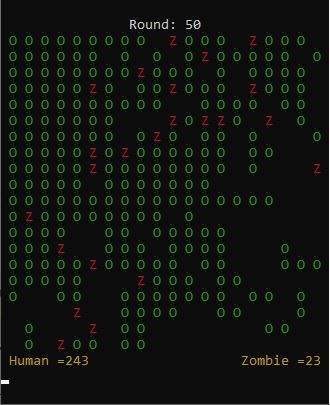 Round: 50
O O O O O O O O O   Z O O O   Z O O O
O O O O O O   O   O   O Z O O O O O   O
O O O O O O O O Z O O O   O   O O O O
O O O O O Z O   O O Z O O O   Z O O O
O O O O O O O O O O     O O O O   O O
O O O O O O O       Z O Z Z O   Z   O
O O O O O O O   O Z O   O O   O       O
O O O O O Z O Z O O O O O O   O O
O O O O O Z O O O O O O O O   O       Z
O O O O O O O O O O O O O
O O O O O O O O O O O O O O O O O
O Z O O O O O O O O   O
O O O O     O O   O O O O O
O O O Z     O O O   O O O O       O
O O O O O Z O O O O O   O O       O O O
O O O O O       Z O O O O O O
O     O O     O O O O O O O   O O   O
        Z     O O O O     O O       O
  O       Z   O O               O O
  O   Z O O   O O
Human =243 Zombie =23